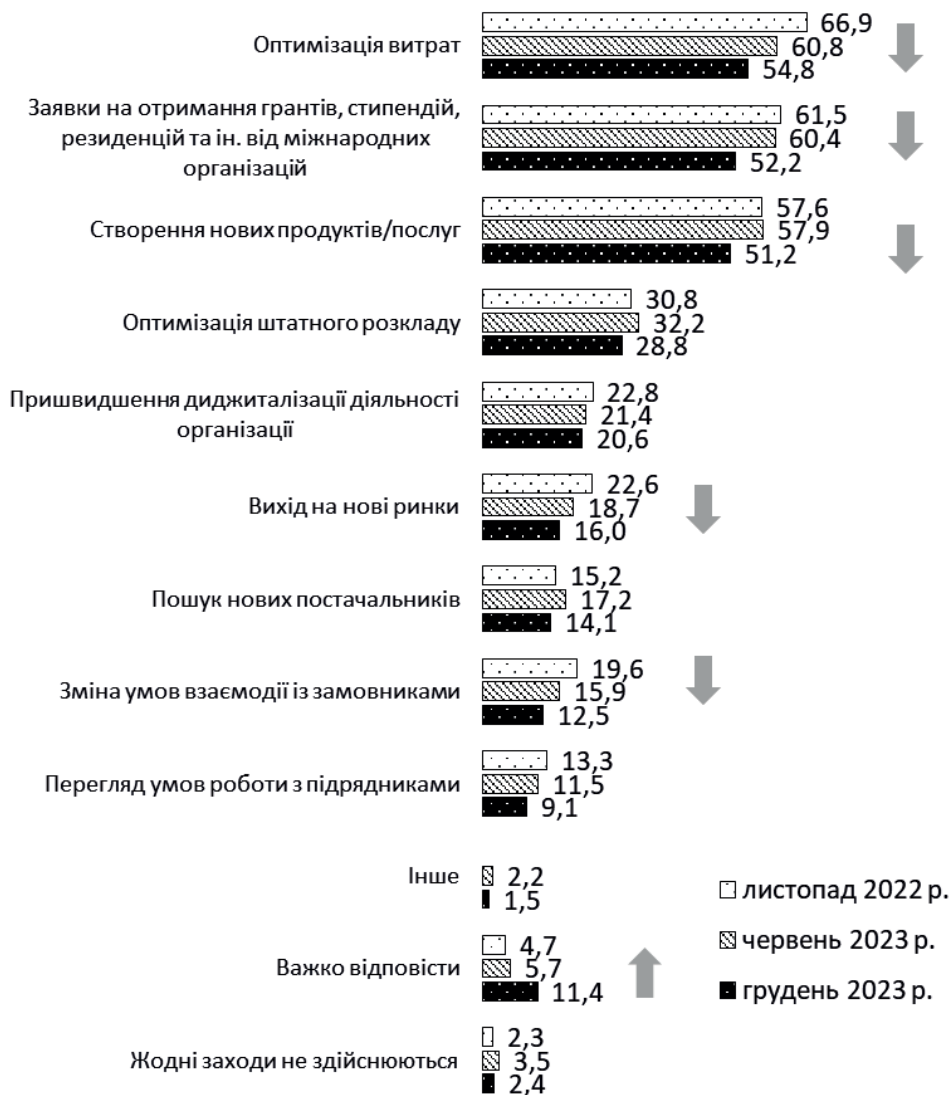 66,9
Оптимізація витрат
60,8
54,8
Заявки на отримання грантів, стипендій,
61,5
резиденцій та ін. від міжнародних
60,4
організацій
52,2
57,6
Створення нових продуктів/послуг
57,9
51,2
30,8
Оптимізація штатного розкладу
32,2
28,8
Пришвидшення диджиталізації діяльності
22,8
21,4
організації
20,6
22,6
Вихід на нові ринки
18,7
16,0
15,2
Пошук нових постачальників
17,2
14,1
19,6
Зміна умов взаємодії із замовниками
15,9
12,5
13,3
Перегляд умов роботи з підрядниками
11,5
9,1
Інше
2,2
1,5
4,7
Важко відповісти
5,7
11,4
2,3
Жодні заходи не здійснюються
3,5
2,4
листопад 2022 р.
червень 2023 р.
грудень 2023 р.